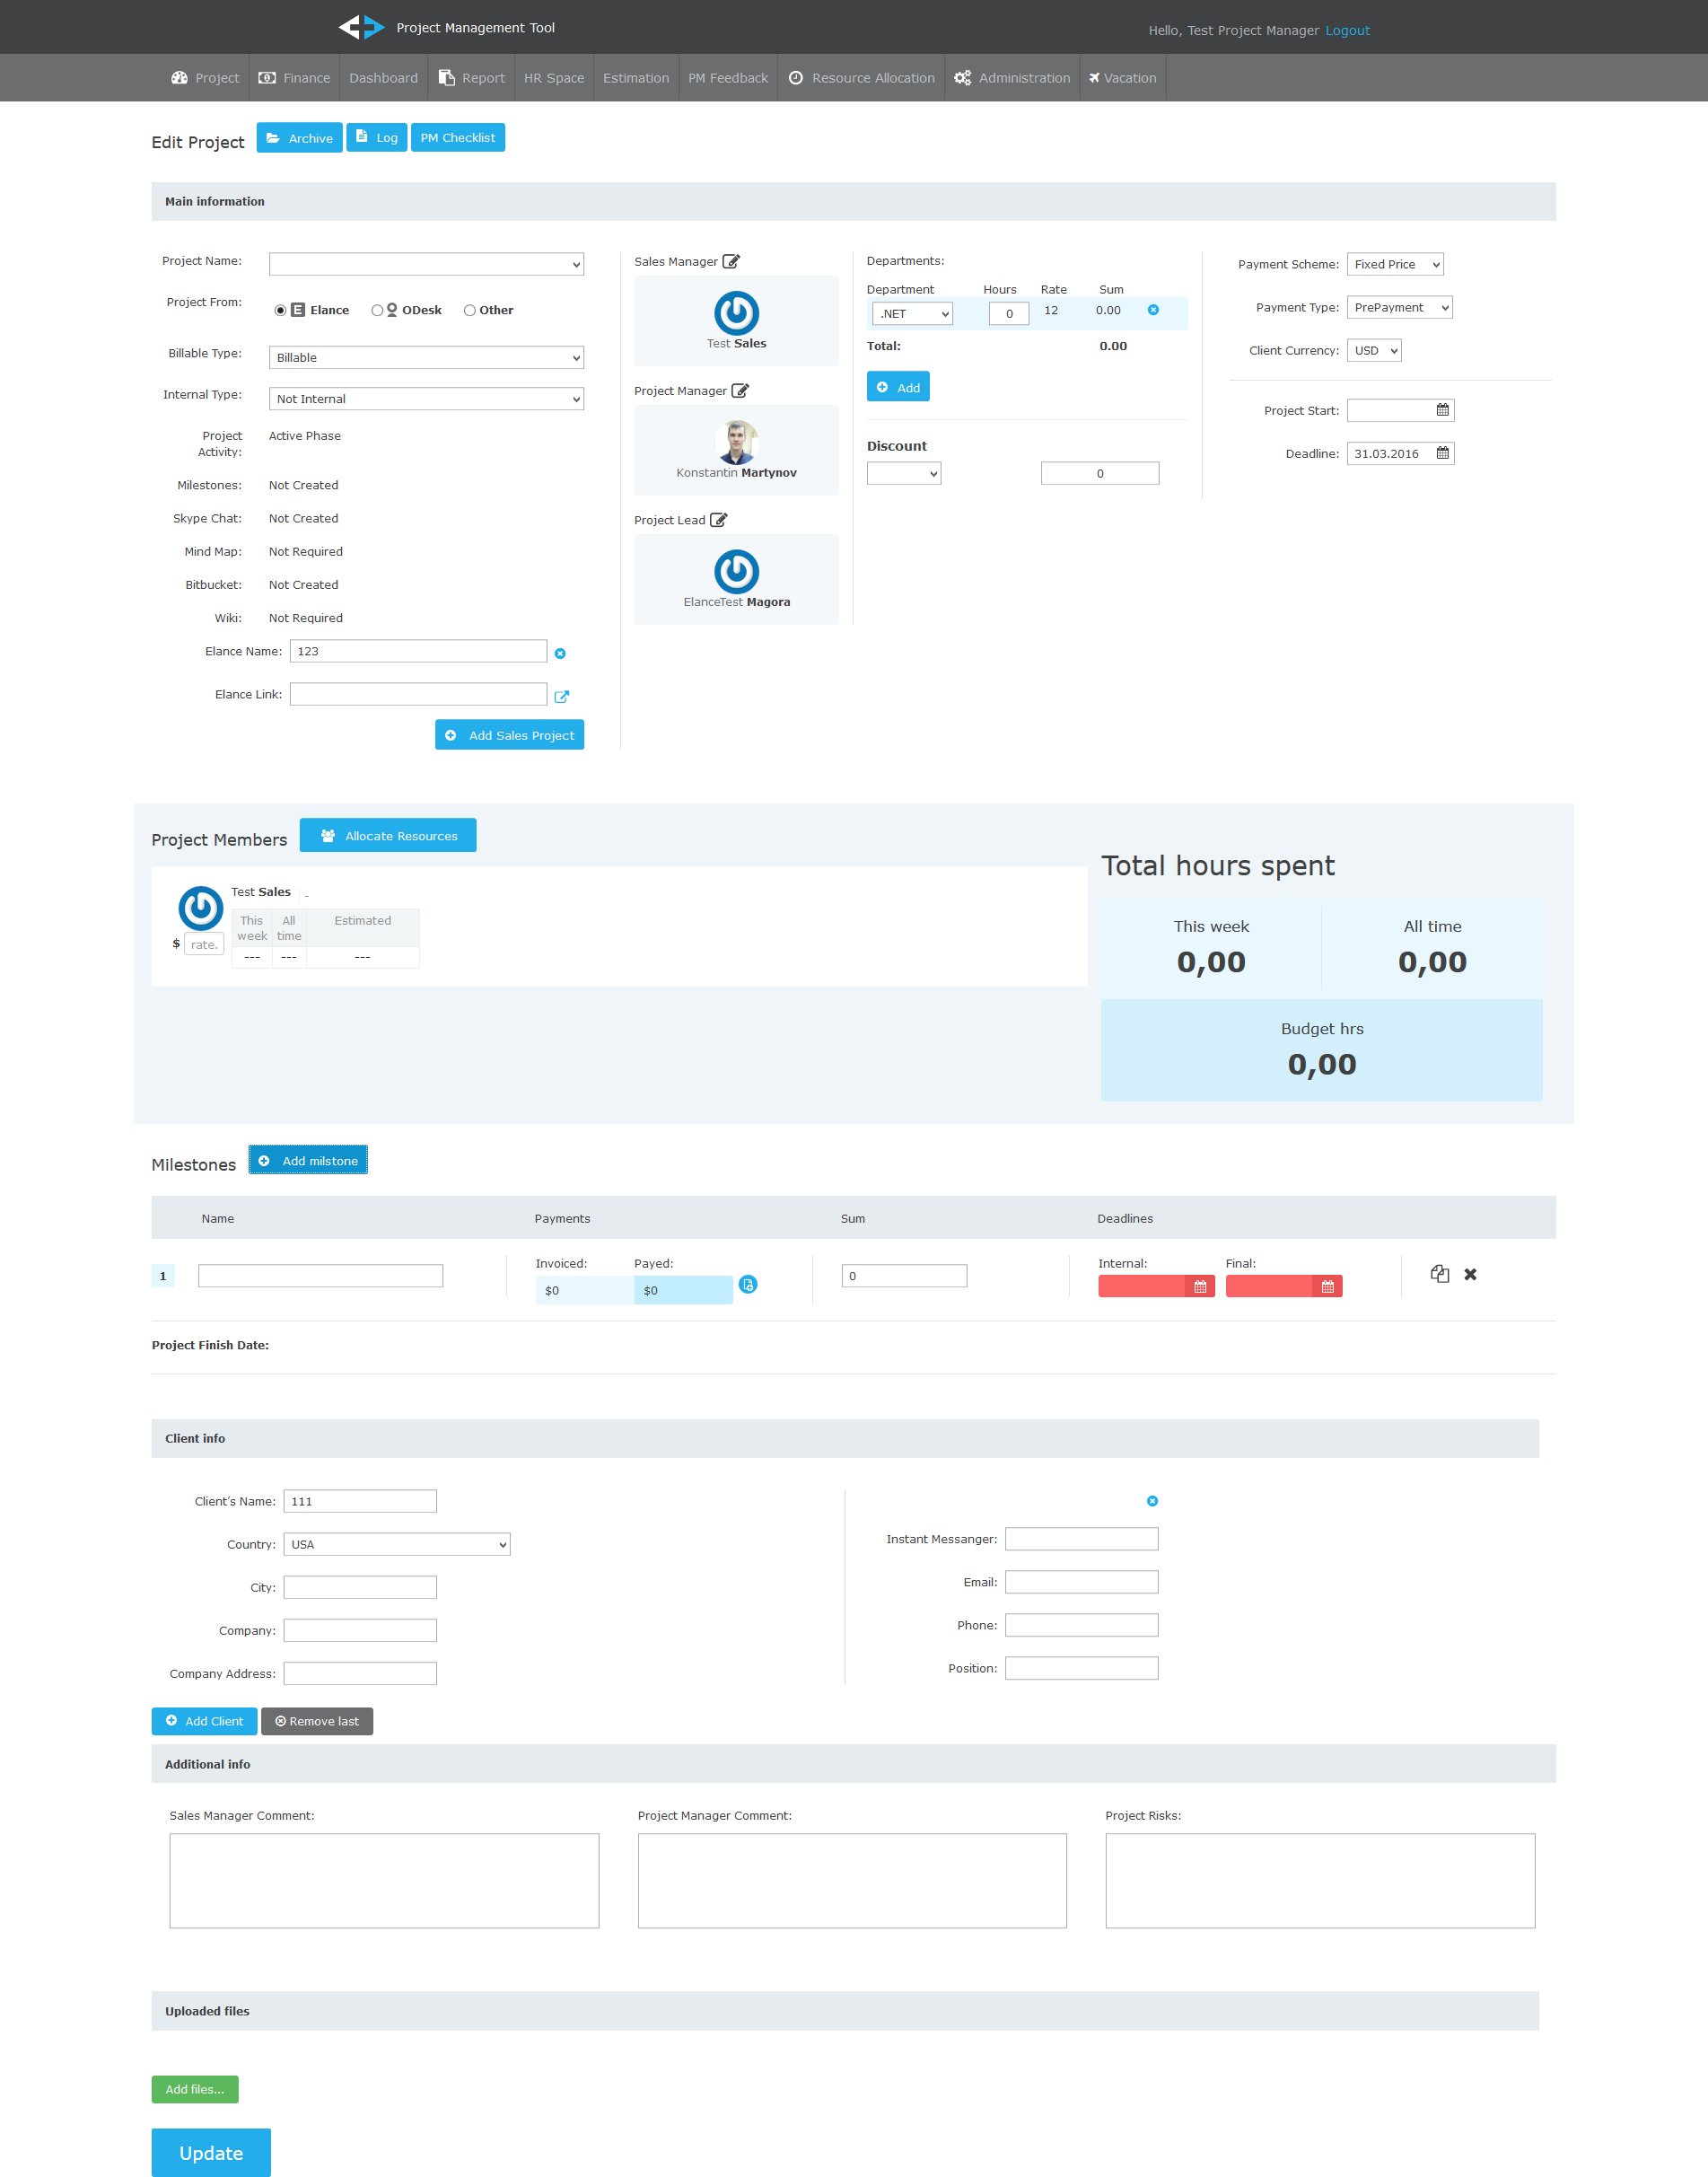 Project Management Tool
Hello, Test Project Manager Logout
Project Finance Dashboard Report HR Space Estimation PM Feedback Resource Allocation Administration Vacation
Edit Project Archive Log PM Checklist
Main information
Project Name:
Project From: Elance ODesk Other
Billable Type: Billable
Internal Type: Not Internal
Project Activity: Active Phase
Milestones: Not Created
Skype Chat: Not Created
Mind Map: Not Required
Bitbucket: Not Created
Wiki: Not Required
Elance Name: 123
Elance Link:
Add Sales Project
Sales Manager
Test Sales
Project Manager
Konstantin Martynov
Project Lead
ElanceTest Magora
Departments:
Department Hours Rate Sum
.NET 0 12 0.00
Total: 0.00
Add
Discount
0
Payment Scheme: Fixed Price
Payment Type: PrePayment
Client Currency: USD
Project Start:
Deadline: 31.03.2016
Project Members Allocate Resources
Test Sales -
This week All time Estimated
$ rate. --- --- ---
Total hours spent
This week All time
0,00 0,00
Budget hrs
0,00
Milestones Add milstone
Name Payments Sum Deadlines
Invoiced: Payed: Internal: Final:
1 $0 $0 0
Project Finish Date:
Client info
Client's Name: 111
Country: USA
City:
Company:
Company Address:
Instant Messanger:
Email:
Phone:
Position:
Add Client Remove last
Additional info
Sales Manager Comment: Project Manager Comment: Project Risks:
Uploaded files
Add files...
Update